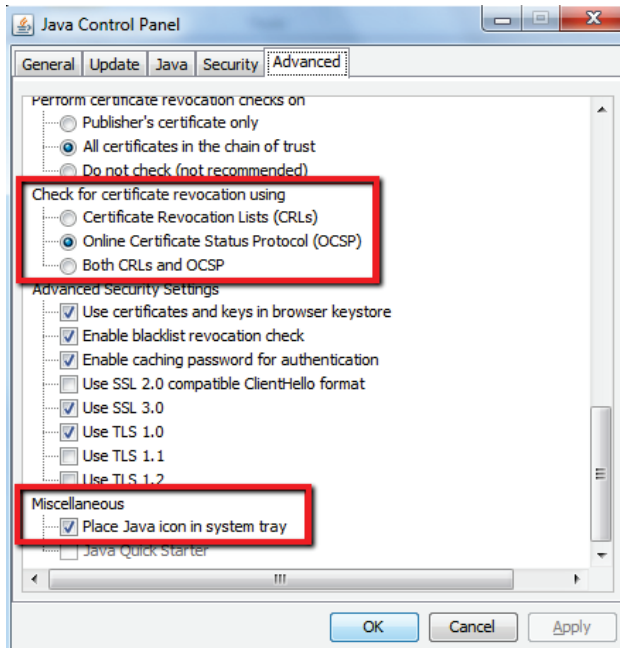 Java Control Panel
General Update Java Security Advanced
Perform certificate revocation checks on
Publisher's certificate only
All certificates in the chain of trust
Do not check (not recommended)
Check for certificate revocation using
Certificate Revocation Lists (CRLs)
Online Certificate Status Protocol (OCSP)
Both CRLs and OCSP
Advanced Security Settings
Use certificates and keys in browser keystore
Enable blacklist revocation check
Enable caching password for authentication
Use SSL 2.0 compatible ClientHello format
Use SSL 3.0
Use TLS 1.0
Use TLS 1.1
Use TLS 1.2
Miscellaneous
Place Java icon in system tray
Java Quick Starter
OK Cancel Apply